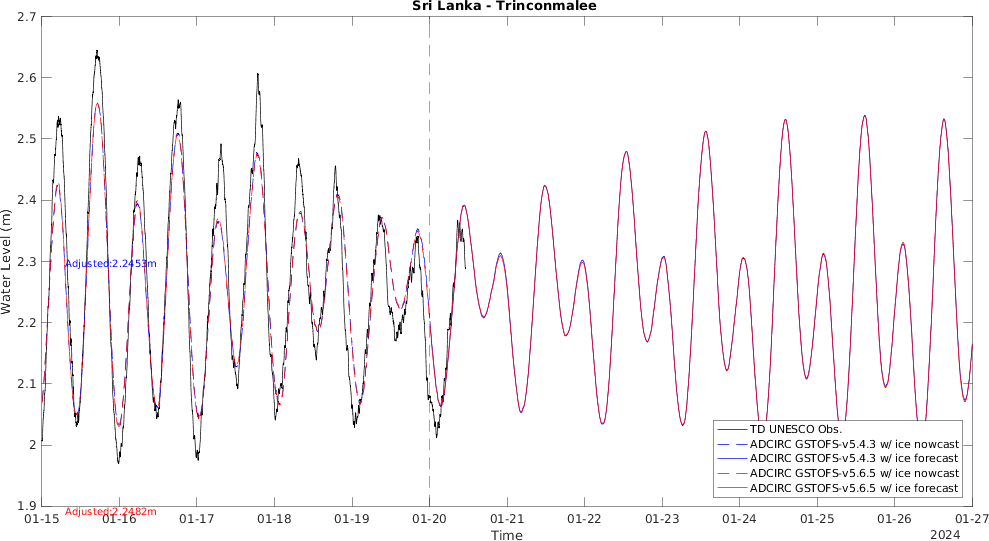 Sri Lanka - Trinconmalee
2.7
2.6
2.5
2.4
2.3
2.2
2.1
2
1.9
Water Level (m)
Adjusted:2.2453m
Adjusted:2.2482m
TD UNESCO Obs.
ADCIRC GSTOFS-v5.4.3 w/ ice nowcast
ADCIRC GSTOFS-v5.4.3 w/ ice forecast
ADCIRC GSTOFS-v5.6.5 w/ ice nowcast
ADCIRC GSTOFS-v5.6.5 w/ ice forecast
01-15 01-16 01-17 01-18 01-19 01-20 01-21 01-22 01-23 01-24 01-25 01-26 01-27
Time
2024